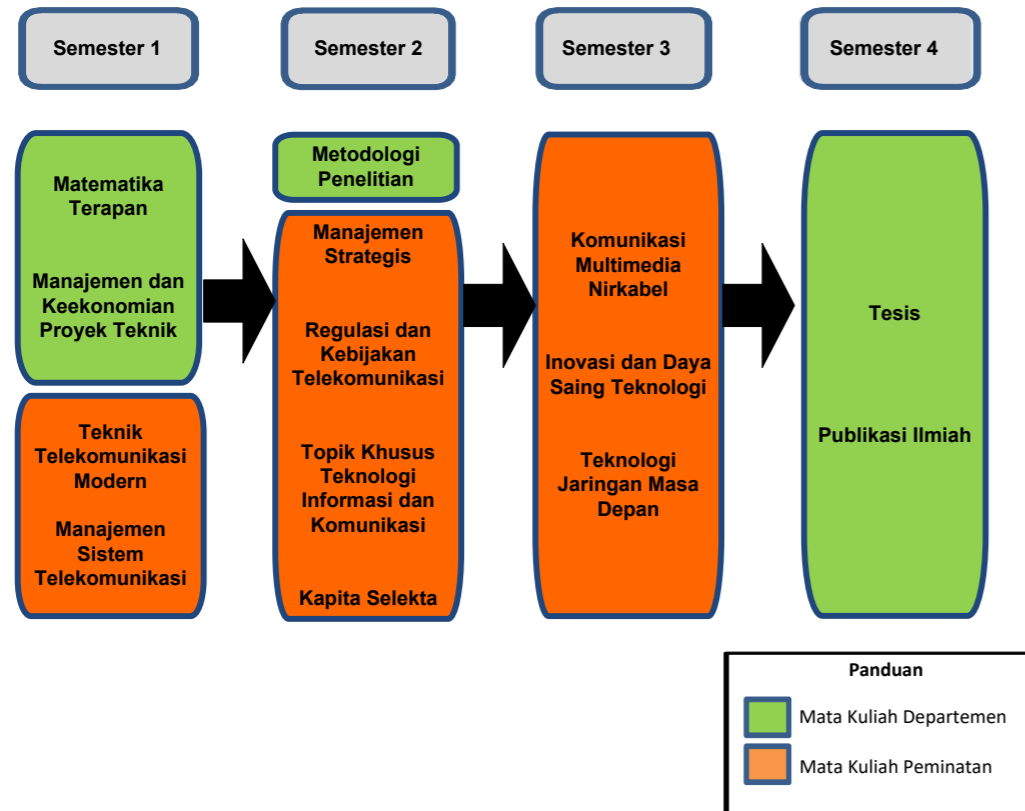 Semester 1
Semester 2
Semester 3
Semester 4
Matematika
Terapan
Manajemen dan
Keekonomian
Proyek Teknik
Teknik
Telekomunikasi
Modern
Manajemen
Sistem
Telekomunikasi
Metodologi
Penelitian
Manajemen
Strategis
Regulasi dan
Kebijakan
Telekomunikasi
Topik Khusus
Teknologi
Informasi dan
Komunikasi
Kapita Selekta
Komunikasi
Multimedia
Nirkabel
Inovasi dan Daya
Saing Teknologi
Teknologi
Jaringan Masa
Depan
Tesis
Publikasi Ilmiah
Panduan
Mata Kuliah Departemen
Mata Kuliah Peminatan